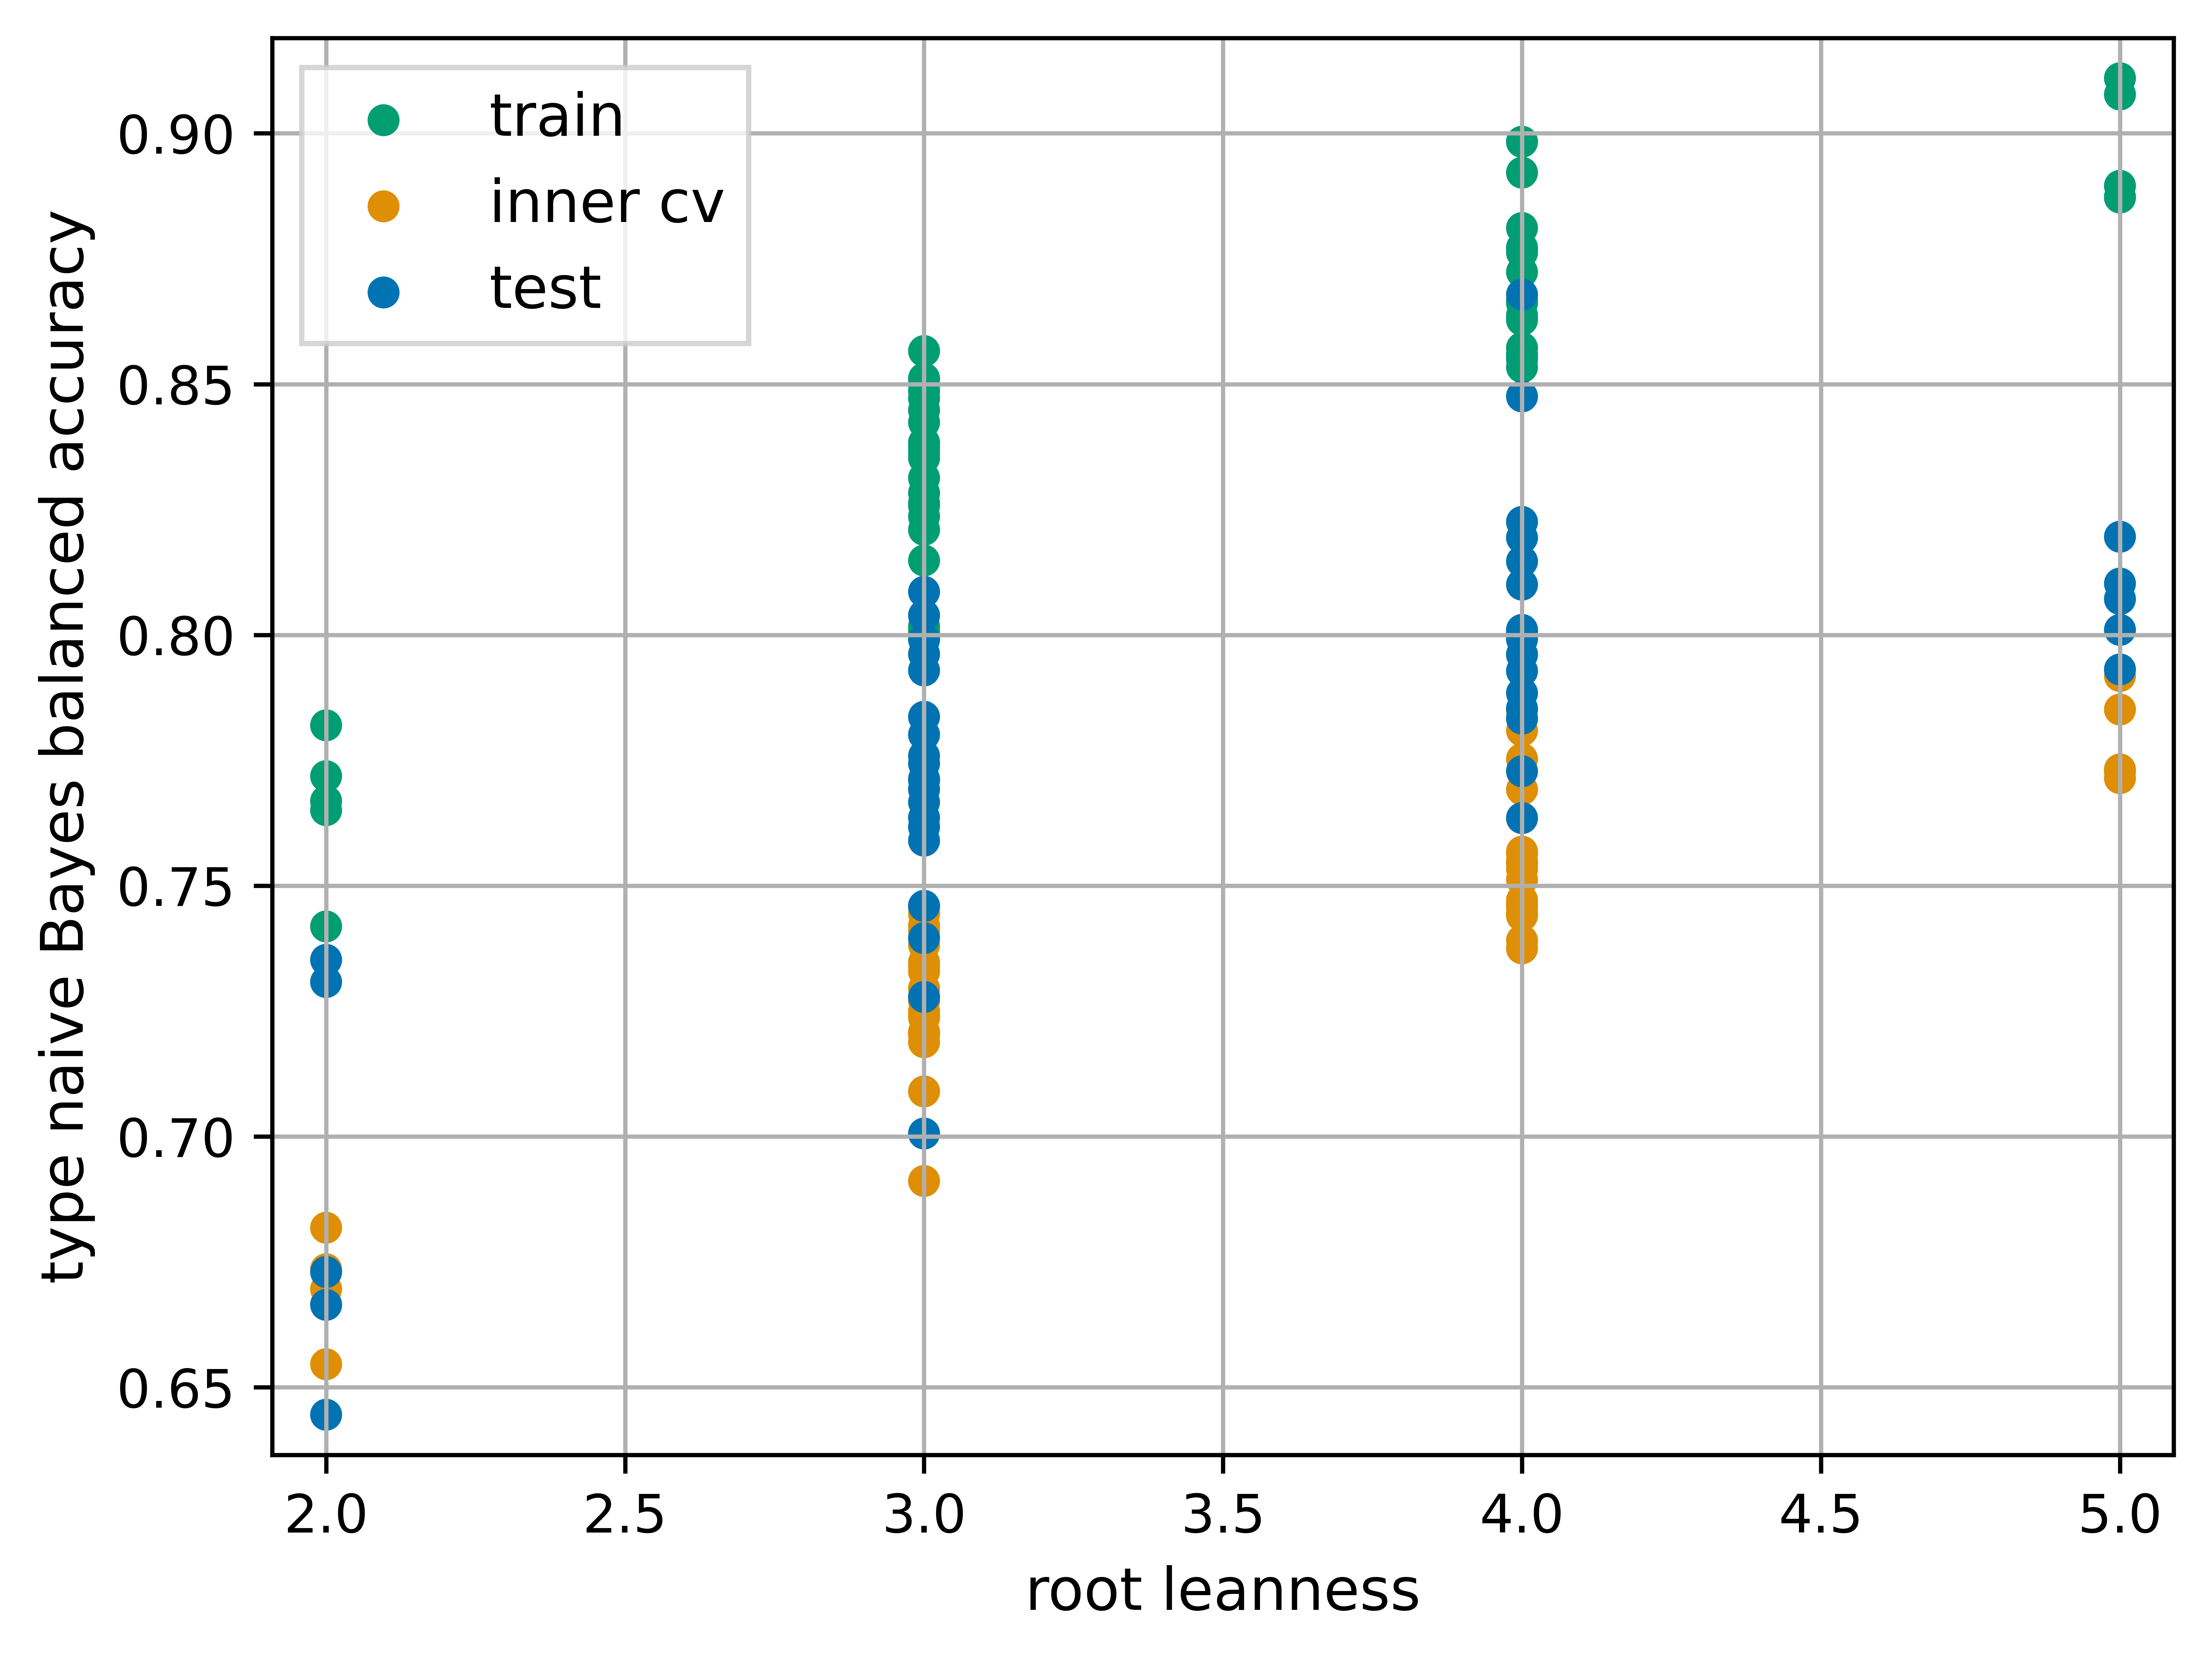 train
inner cv
test
type naive Bayes balanced accuracy
0.90
0.85
0.80
0.75
0.70
0.65
2.0 2.5 3.0 3.5 4.0 4.5 5.0
root leanness